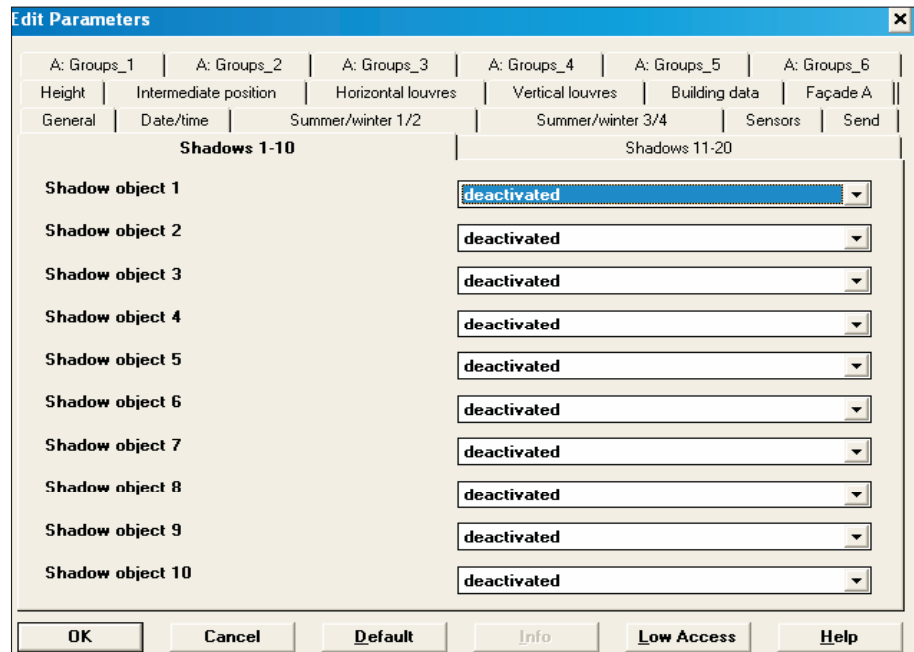 Edit Parameters
A: Groups_1 A: Groups_2 A: Groups_3 A: Groups_4 A: Groups_5 A: Groups_6
Height Intermediate position Horizontal louvres Vertical louvres Building data Façade A
General Date/time Summer/winter 1/2 Summer/winter 3/4 Sensors Send
Shadows 1-10 Shadows 11-20
Shadow object 1 deactivated
Shadow object 2 deactivated
Shadow object 3 deactivated
Shadow object 4 deactivated
Shadow object 5 deactivated
Shadow object 6 deactivated
Shadow object 7 deactivated
Shadow object 8 deactivated
Shadow object 9 deactivated
Shadow object 10 deactivated
OK Cancel Default Info Low Access Help